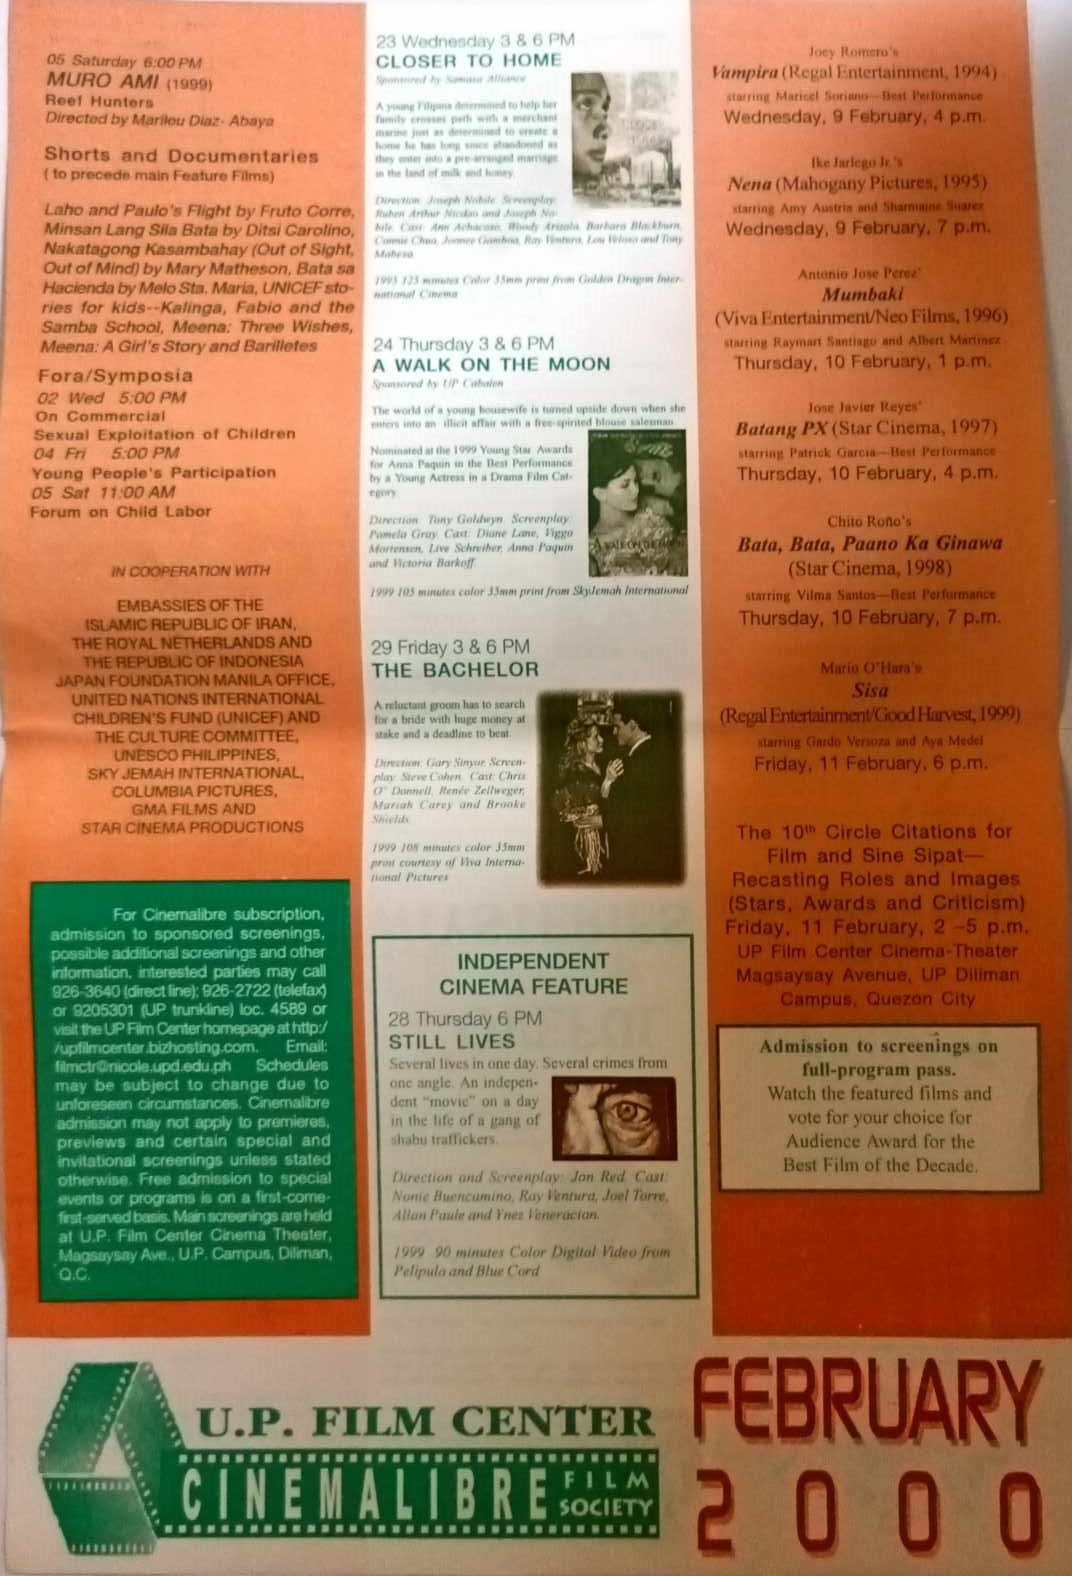 05 Saturday 6:00 PM
MURO AMI (1999)
Reef Hunters
Directed by Marilou Diaz- Abaya
Shorts and Documentaries
( to precede main Feature Films)
Laho and Paulo's Flight by Fruto Corre,
Minsan Lang Sila Bata by Ditsi Carolino,
Nakatagong Kasambahay (Out of Sight,
Out of Mind) by Mary Matheson, Bata sa
Hacienda by Melo Sta. Maria, UNICEF sto-
ries for kids--Kalinga, Fabio and the
Samba School, Meena: Three Wishes,
Meena: A Girl's Story and Barilletes
Fora/Symposia
02 Wed 5:00 PM
On Commercial
Sexual Exploitation of Children
04 Fri 5:00 PM
Young People's Participation
05 Sat 11:00 AM
Forum on Child Labor
IN COOPERATION WITH
EMBASSIES OF THE
ISLAMIC REPUBLIC OF IRAN,
THE ROYAL NETHERLANDS AND
THE REPUBLIC OF INDONESIA
JAPAN FOUNDATION MANILA OFFICE,
UNITED NATIONS INTERNATIONAL
CHILDREN'S FUND (UNICEF) AND
THE CULTURE COMMITTEE,
UNESCO PHILIPPINES,
SKY JEMAH INTERNATIONAL,
COLUMBIA PICTURES,
GMA FILMS AND
STAR CINEMA PRODUCTIONS
For Cinemalibre subscription,
admission to sponsored screenings,
possible additional screenings and other
information, interested parties may call
926-3640 (direct line); 926-2722 (telefax)
or 9205301 (UP trunkline) loc. 4589 or
visit the UP Film Center homepage at http:/
/upfilmcenter.bizhosting.com. Email:
filmctr@nicole.upd.edu.ph Schedules
may be subject to change due to
unforeseen circumstances. Cinemalibre
admission may not apply to premieres,
previews and certain special and
invitational screenings unless stated
otherwise. Free admission to special
events or programs is on a first-come-
first-served basis. Main screenings are held
at U.P. Film Center Cinema Theater,
Magsaysay Ave., U.P. Campus, Diliman,
Q.C.
23 Wednesday 3 & 6 PM
CLOSER TO HOME
Sponsored by Samasa Alliance
A young Filipina determined to help her
family crosses path with a merchant
marine just as determined to create a
home he has long since abandoned as
they enter into a pre-arranged marriage
in the land of milk and honey.
Direction: Joseph Nobile. Screenplay:
Ruben Arthur Nicdao and Joseph No-
bile. Cast: Ann Achacoso, Woody Arizala, Barbara Blackburn,
Connie Chua, Joonee Gamboa, Ray Ventura, Lou Veloso and Tony
Mabesa.
1995 125 minutes Color 35mm print from Golden Dragon Inter-
national Cinema
24 Thursday 3 & 6 PM
A WALK ON THE MOON
Sponsored by UP Cabalen
The world of a young housewife is turned upside down when she
enters into an illicit affair with a free-spirited blouse salesman.
Nominated at the 1999 Young Star Awards
for Anna Paquin in the Best Performance
by a Young Actress in a Drama Film Cat-
egory.
Direction: Tony Goldwyn. Screenplay:
Pamela Gray. Cast: Diane Lane, Viggo
Mortensen, Live Schreiber, Anna Paquin
and Victoria Barkoff.
A WALK ON THE MOON
1999 105 minutes color 35mm print from SkyJemah International
29 Friday 3 & 6 PM
THE BACHELOR
A reluctant groom has to search
for a bride with huge money at
stake and a deadline to beat.
Direction: Gary Sinyor. Screen-
play: Steve Cohen. Cast: Chris
O' Donnell, Renée Zellweger,
Mariah Carey and Brooke
Shields.
1999 108 minutes color 35mm
print courtesy of Viva Interna-
tional Pictures
INDEPENDENT
CINEMA FEATURE
28 Thursday 6 PM
STILL LIVES
Several lives in one day. Several crimes from
one angle. An indepen-
dent "movie" on a day
in the life of a gang of
shabu traffickers.
Direction and Screenplay: Jon Red. Cast:
Nonie Buencamino, Ray Ventura, Joel Torre,
Allan Paule and Ynez Veneracion.
1999 90 minutes Color Digital Video from
Pelipula and Blue Cord
Joey Romero's
Vampira (Regal Entertainment, 1994)
starring Maricel Soriano—Best Performance
Wednesday, 9 February, 4 p.m.
Ike Jarlego Jr.'s
Nena (Mahogany Pictures, 1995)
starring Amy Austria and Sharmaine Suarez
Wednesday, 9 February, 7 p.m.
Antonio Jose Perez'
Mumbaki
(Viva Entertainment/Neo Films, 1996)
starring Raymart Santiago and Albert Martinez
Thursday, 10 February, 1 p.m.
Jose Javier Reyes'
Batang PX (Star Cinema, 1997)
starring Patrick Garcia—Best Performance
Thursday, 10 February, 4 p.m.
Chito Roño's
Bata, Bata, Paano Ka Ginawa
(Star Cinema, 1998)
starring Vilma Santos—Best Performance
Thursday, 10 February, 7 p.m.
Mario O'Hara's
Sisa
(Regal Entertainment/Good Harvest, 1999)
starring Gardo Versoza and Aya Medel
Friday, 11 February, 6 p.m.
The 10th Circle Citations for
Film and Sine Sipat—
Recasting Roles and Images
(Stars, Awards and Criticism)
Friday, 11 February, 2 –5 p.m.
UP Film Center Cinema-Theater
Magsaysay Avenue, UP Diliman
Campus, Quezon City
Admission to screenings on
full-program pass.
Watch the featured films and
vote for your choice for
Audience Award for the
Best Film of the Decade.
U.P. FILM CENTER
CINEMALIBRE FILM
SOCIETY
FEBRUARY
2000